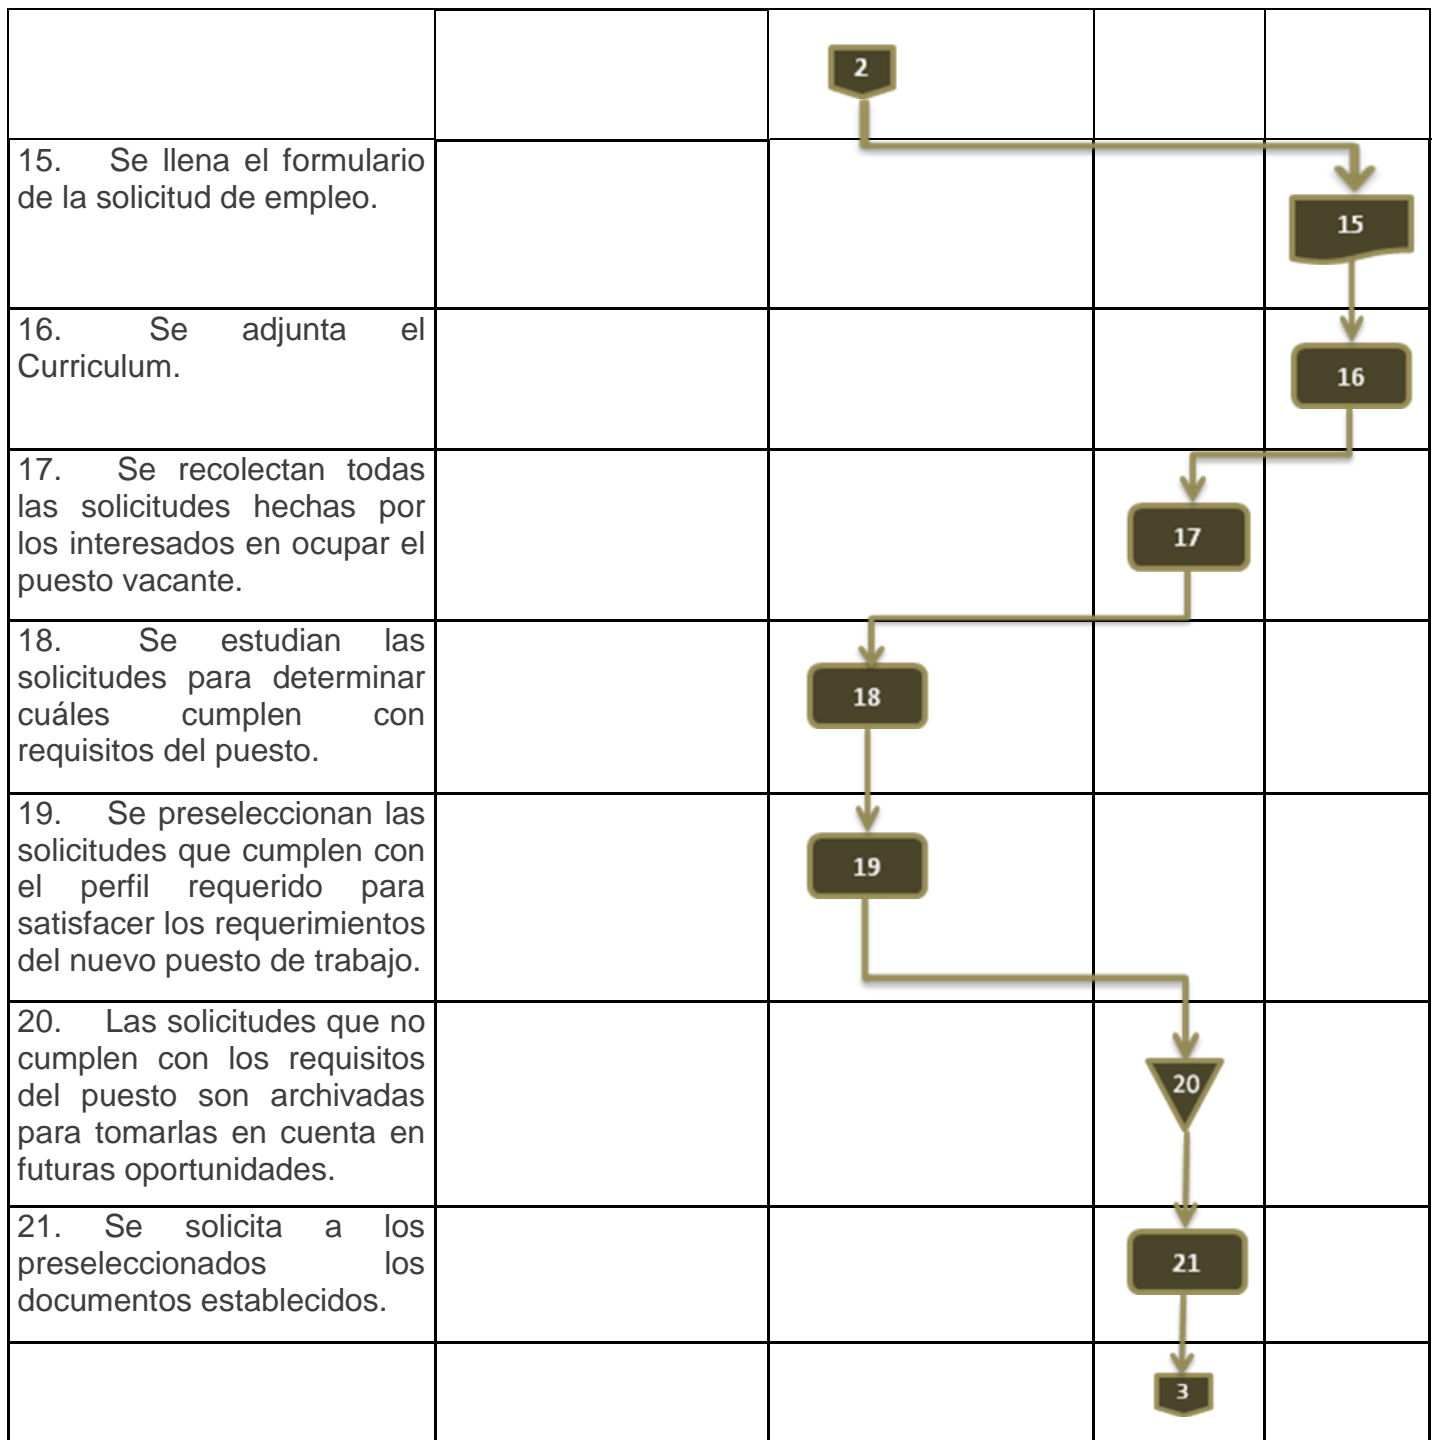 2
15. Se llena el formulario
de la solicitud de empleo.
15
16. Se adjunta el
Curriculum.
16
17. Se recolectan todas
las solicitudes hechas por
los interesados en ocupar el
puesto vacante.
17
18. Se estudian las
solicitudes para determinar
cuáles cumplen con
requisitos del puesto.
18
19. Se preseleccionan las
solicitudes que cumplen con
el perfil requerido para
satisfacer los requerimientos
del nuevo puesto de trabajo.
19
20. Las solicitudes que no
cumplen con los requisitos
del puesto son archivadas
para tomarlas en cuenta en
futuras oportunidades.
20
21. Se solicita a los
preseleccionados los
documentos establecidos.
21
3